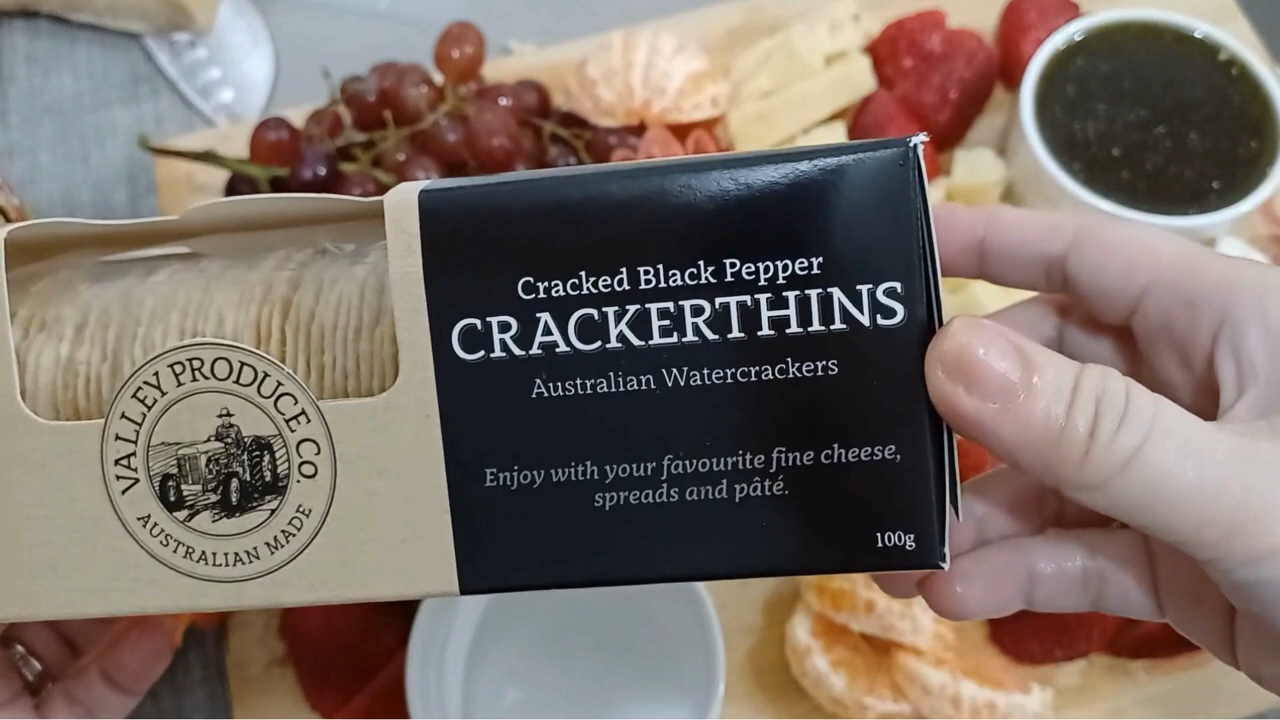 VALLEY PRODUCE CO.
AUSTRALIAN MADE
Cracked Black Pepper
CRACKERTHINS
Australian Watercrackers
Enjoy with your favourite fine cheese,
spreads and pâté.
100g